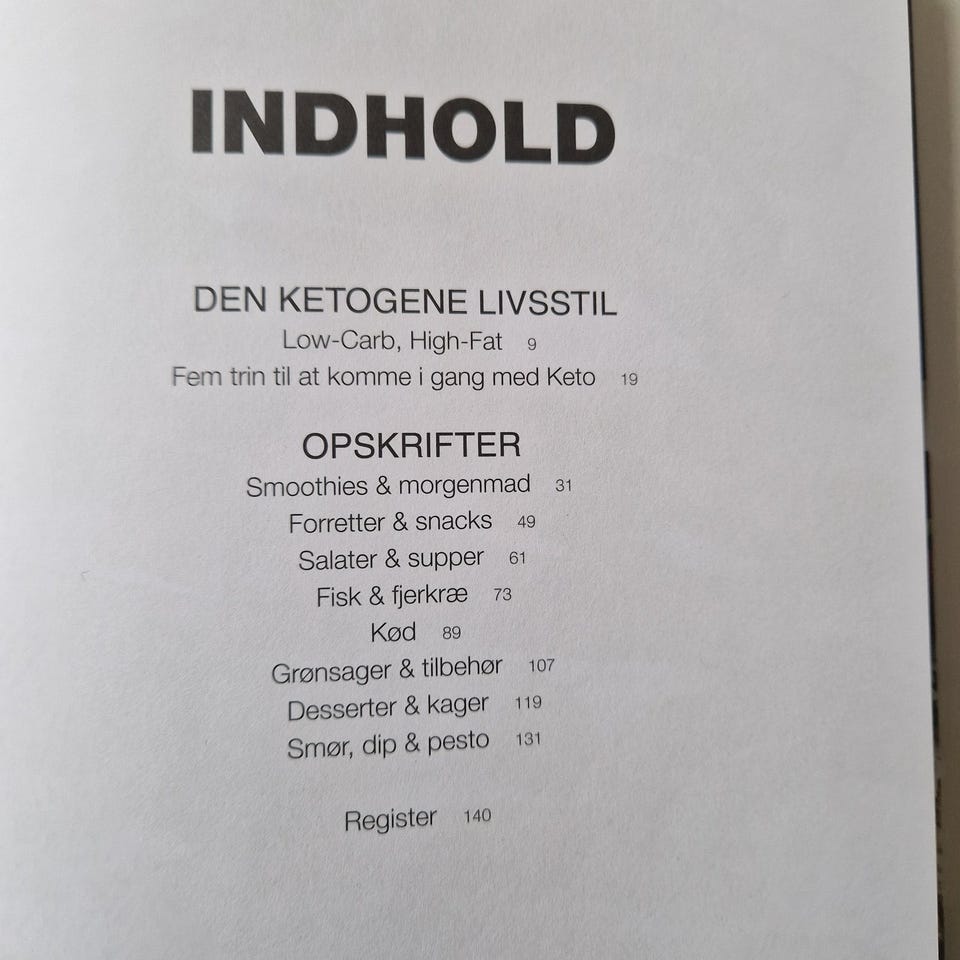 INDHOLD
DEN KETOGENE LIVSSTIL
Low-Carb, High-Fat 9
Fem trin til at komme i gang med Keto 19
OPSKRIFTER
Smoothies & morgenmad 31
Forretter & snacks 49
Salater & supper 61
Fisk & fjerkræ 73
Kød 89
Grønsager & tilbehør 107
Desserter & kager 119
Smør, dip & pesto 131
Register 140